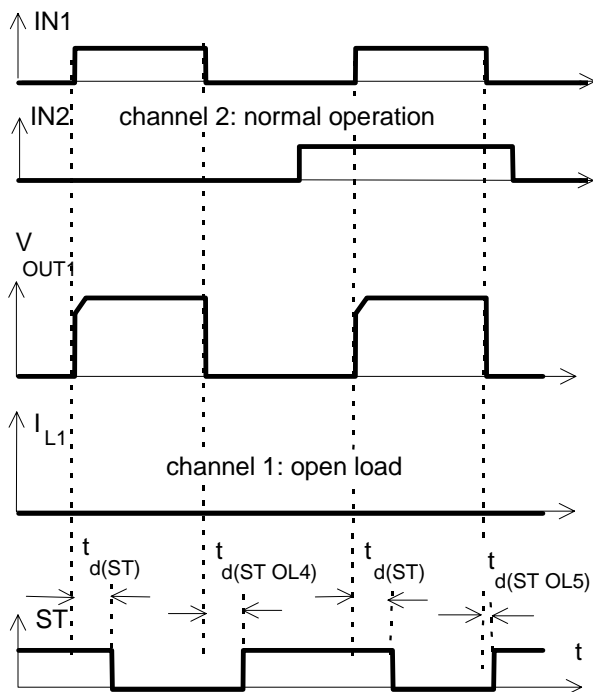 IN1
IN2 channel 2: normal operation
V
OUT1
I L1
channel 1: open load
t d(ST)
t d(ST OL4)
t d(ST)
t d(ST OL5)
ST
t